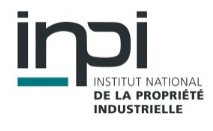 inpi
INSTITUT NATIONAL
DE LA PROPRIÉTÉ
INDUSTRIELLE